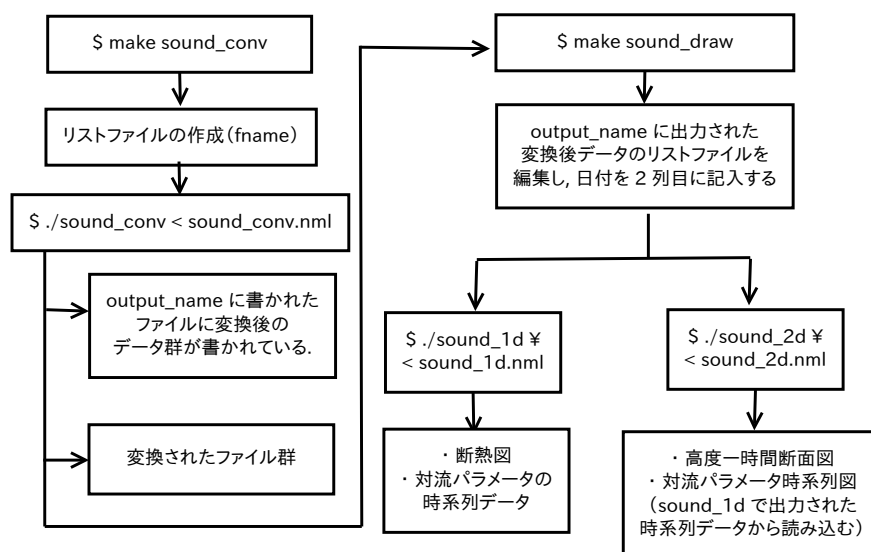 $ make sound_conv
リストファイルの作成（fname）
$ ./sound_conv < sound_conv.nml
output_name に書かれた
ファイルに変換後の
データ群が書かれている.
変換されたファイル群
$ make sound_draw
output_name に出力された
変換後データのリストファイルを
編集し, 日付を 2 列目に記入する
$ ./sound_1d ¥
< sound_1d.nml
・断熱図
・対流パラメータの
時系列データ
$ ./sound_2d ¥
< sound_2d.nml
・高度ー時間断面図
・対流パラメータ時系列図
（sound_1d で出力された
時系列データから読み込む）